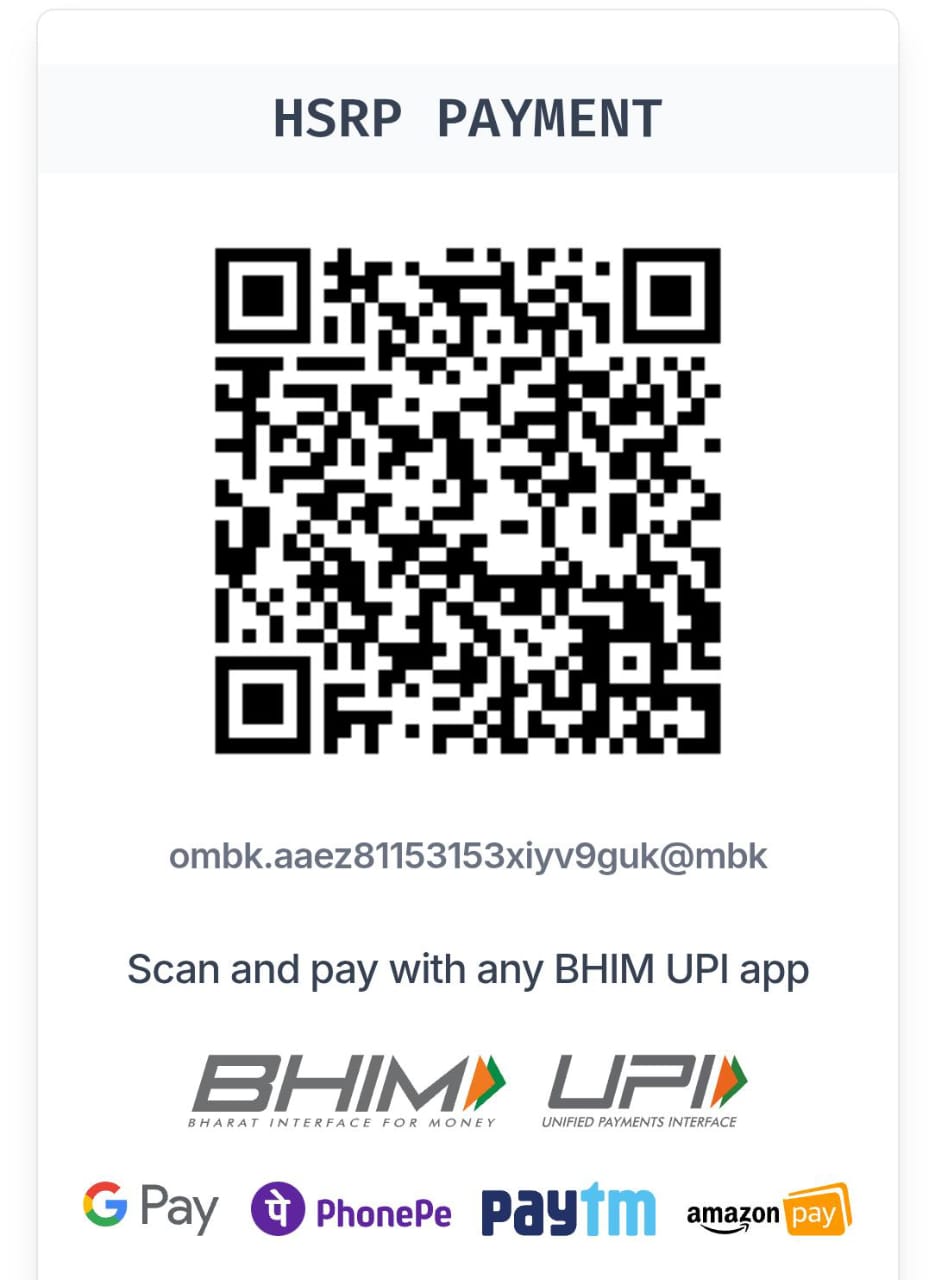 HSRP PAYMENT
ombk.aaez81153153xiyv9guk@mbk
Scan and pay with any BHIM UPI app
BHIM UPI
BHARAT INTERFACE FOR MONEY UNIFIED PAYMENTS INTERFACE
G Pay पे PhonePe paytm amazon pay